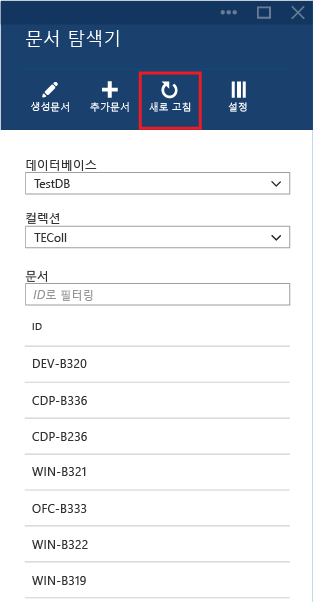 문서 탐색기
생성문서 추가문서 새로 고침 설정
데이터베이스
TestDB
컬렉션
TEColl
문서
ID로 필터링
ID
DEV-B320
CDP-B336
CDP-B236
WIN-B321
OFC-B333
WIN-B322
WIN-B319